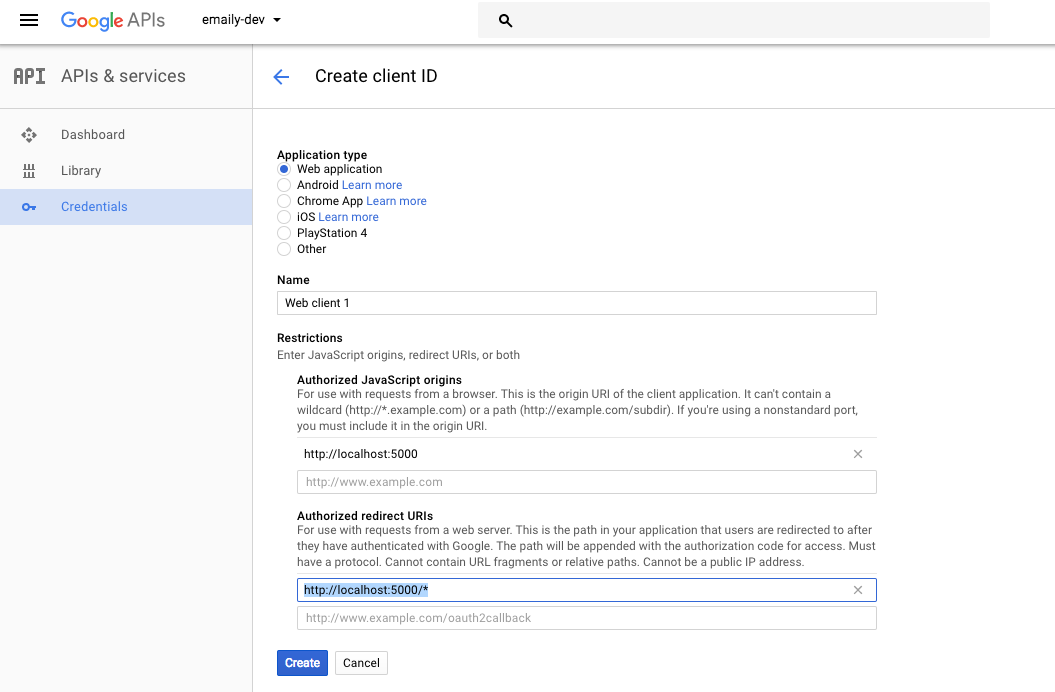 Google APIs
emaily-dev
API APIs & services
Create client ID
Dashboard
Library
Credentials
Application type
Web application
Android Learn more
Chrome App Learn more
iOS Learn more
PlayStation 4
Other
Name
Web client 1
Restrictions
Enter JavaScript origins, redirect URIs, or both
Authorized JavaScript origins
For use with requests from a browser. This is the origin URI of the client application. It can't contain a
wildcard (http://*.example.com) or a path (http://example.com/subdir). If you're using a nonstandard port,
you must include it in the origin URI.
http://localhost:5000
http://www.example.com
Authorized redirect URIs
For use with requests from a web server. This is the path in your application that users are redirected to after
they have authenticated with Google. The path will be appended with the authorization code for access. Must
have a protocol. Cannot contain URL fragments or relative paths. Cannot be a public IP address.
http://localhost:5000/*
http://www.example.com/oauth2callback
Create Cancel